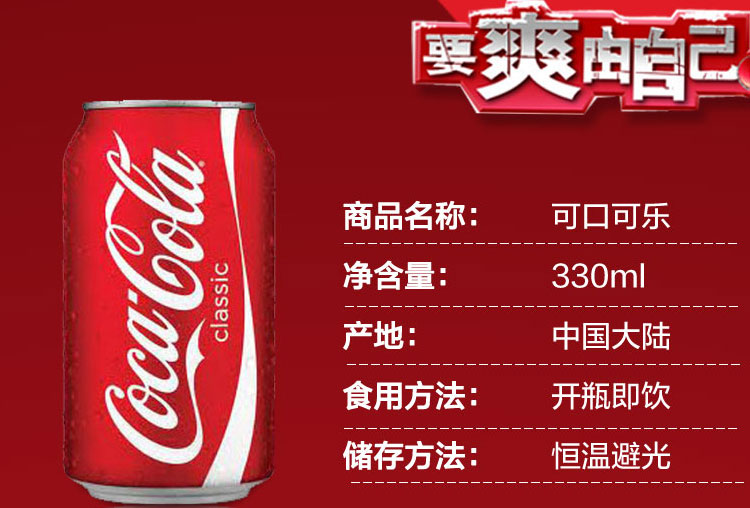 要爽由自己
Coca-Cola
classic
商品名称： 可口可乐
净含量： 330ml
产地： 中国大陆
食用方法： 开瓶即饮
储存方法： 恒温避光